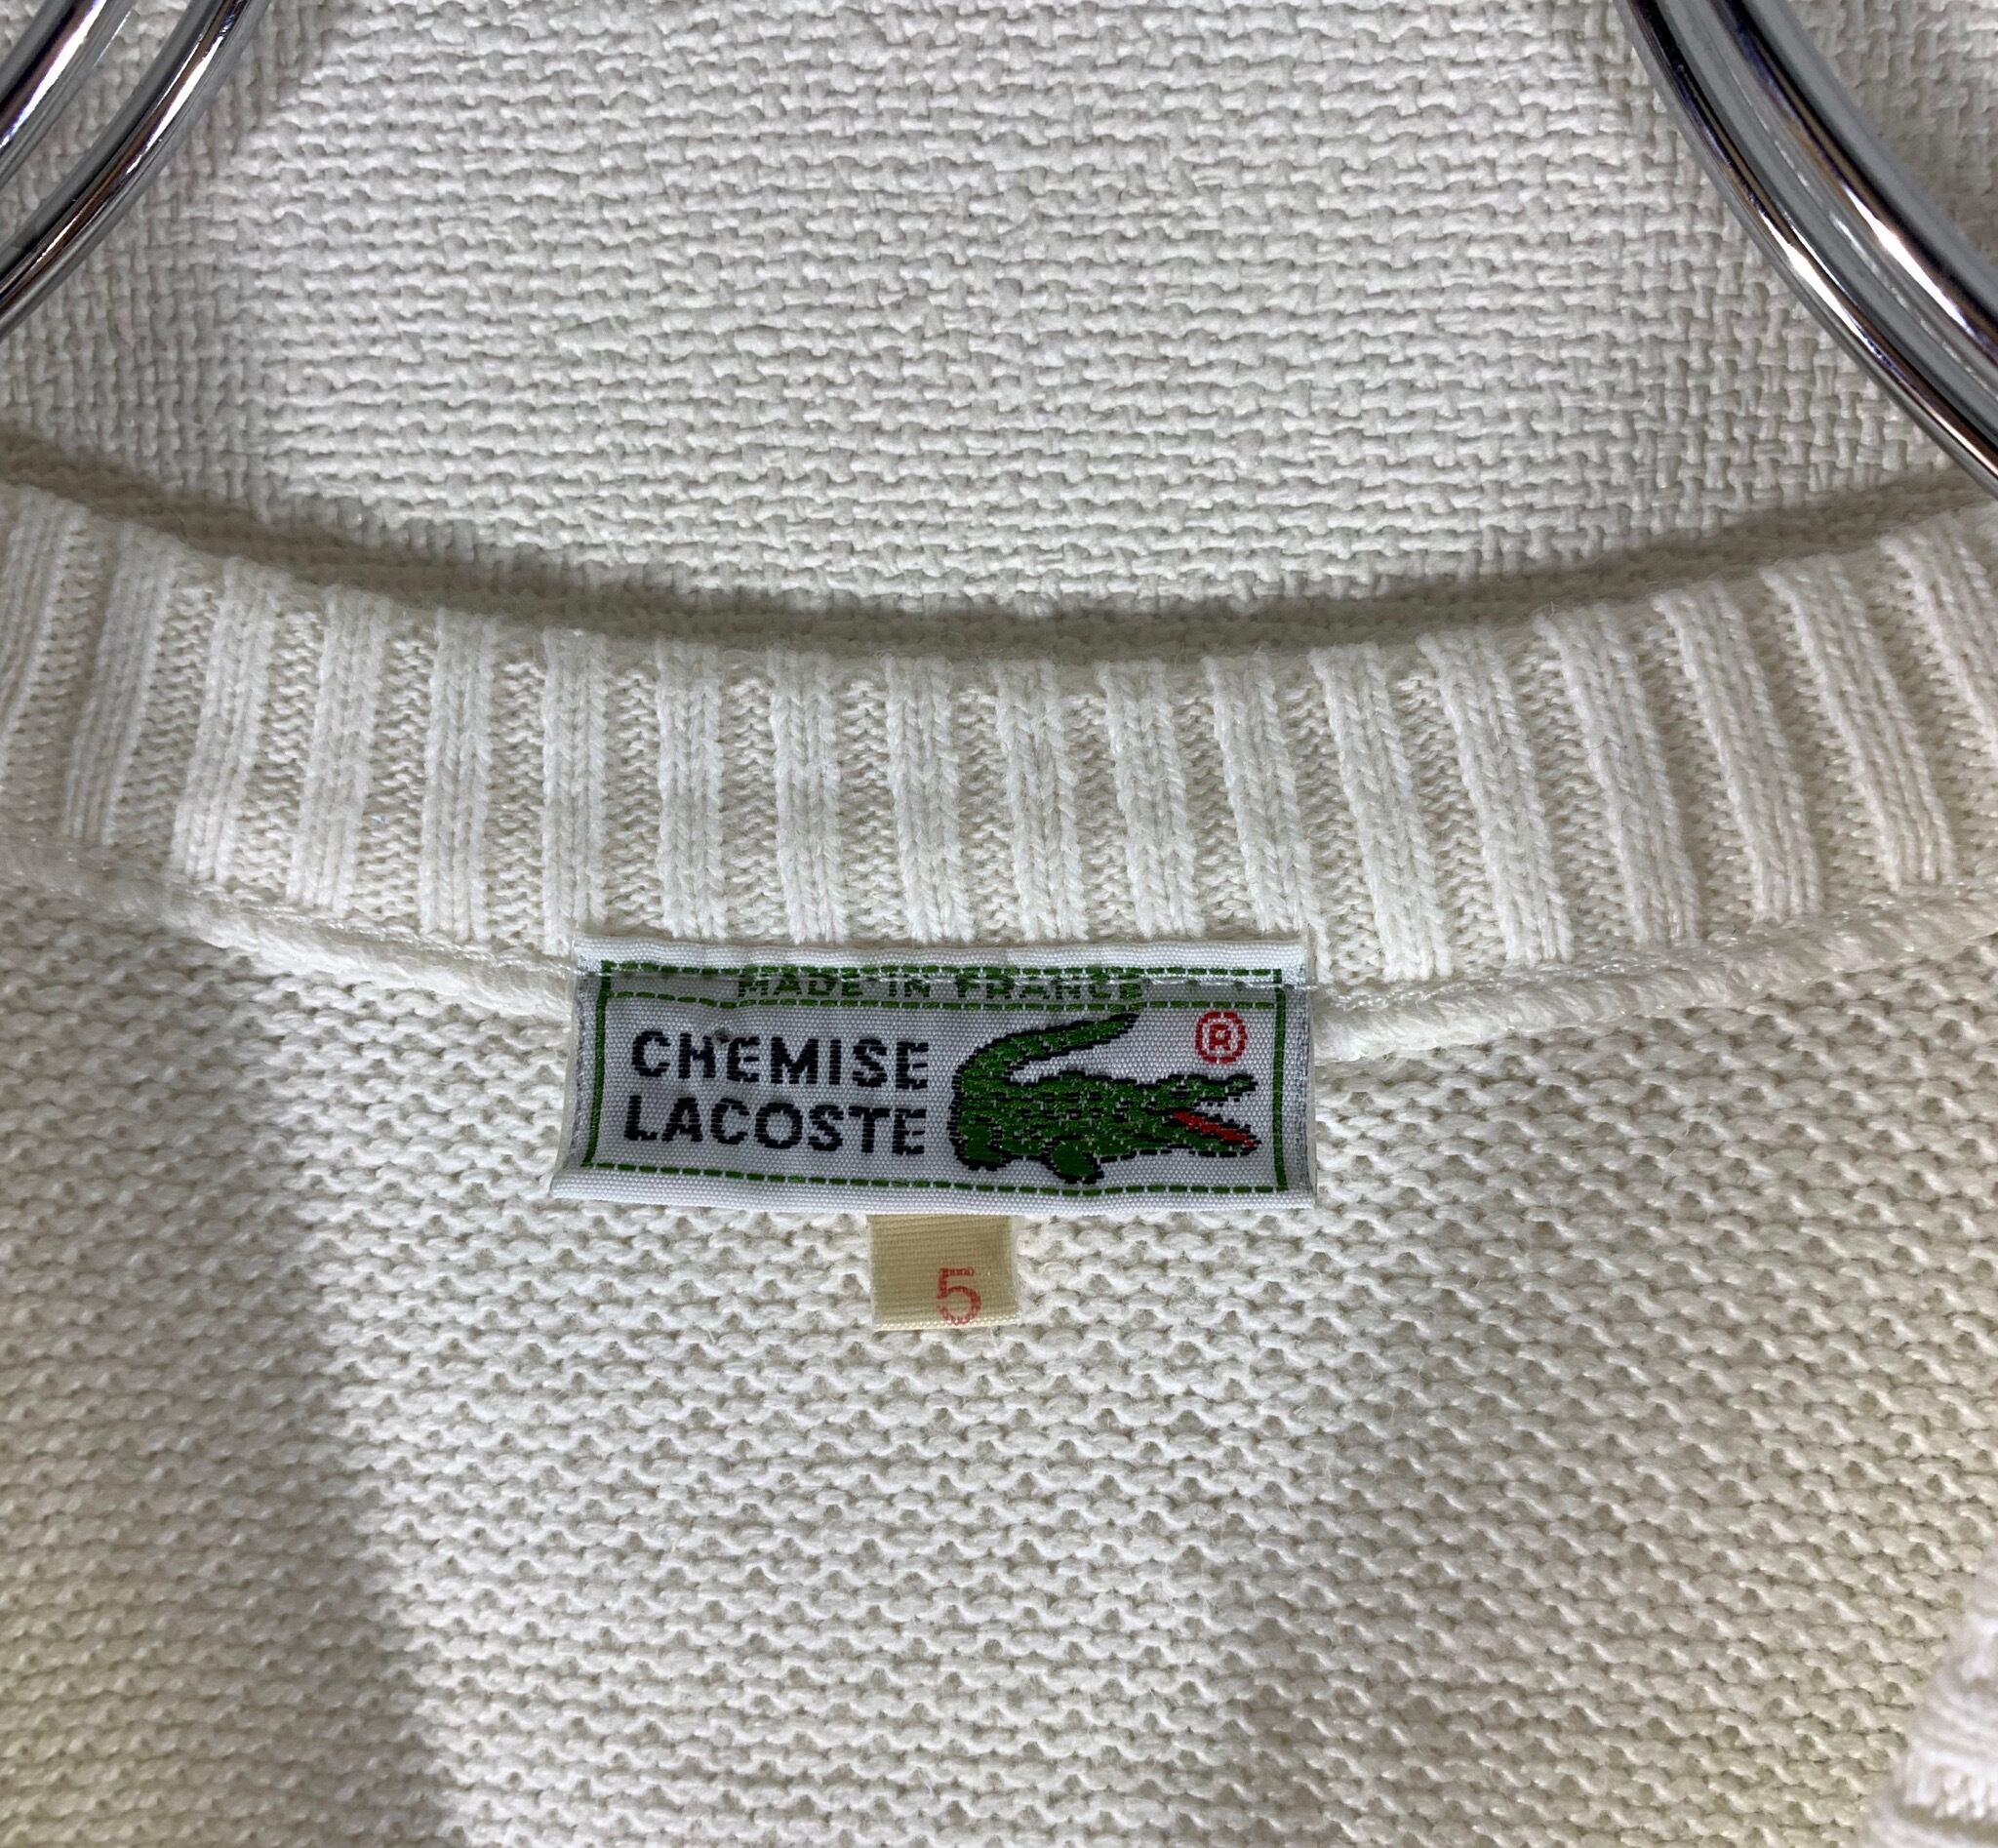 MADE IN FRANCE
CHEMISE
LACOSTE
®
5